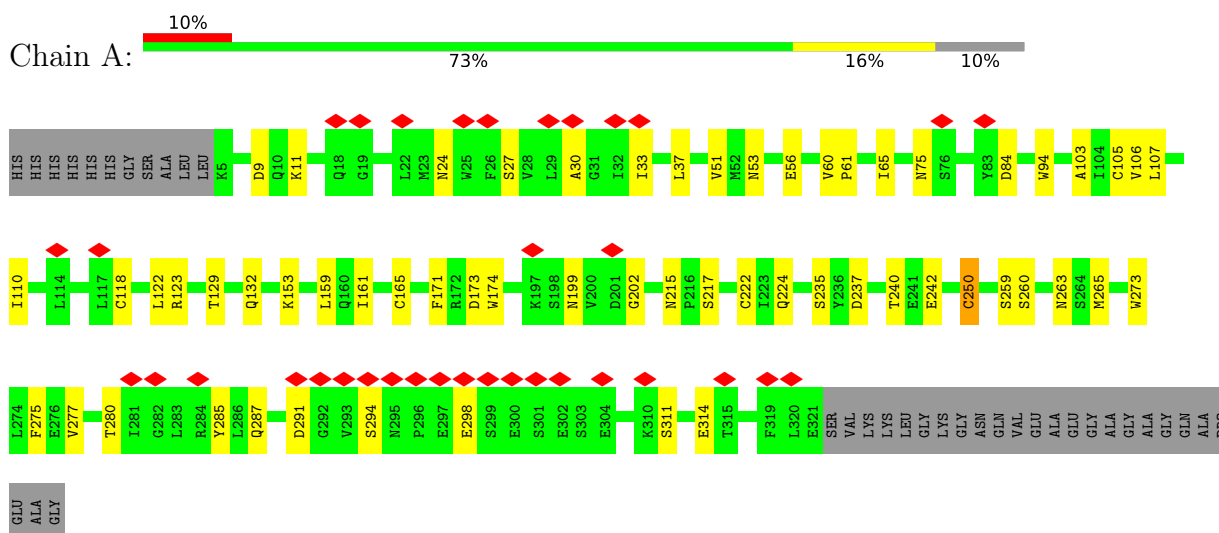 10%
Chain A:
73% 16% 10%
HIS HIS HIS HIS HIS HIS GLY SER ALA LEU LEU K5 D9 Q10 K11 Q18 G19 L22 M23 N24 W25 F26 S27 V28 L29 A30 G31 I32 I33 L37 V51 M52 N53 E56 V60 P61 I65 N75 S76 Y83 D84 W94 A103 I104 C105 V106 L107
I110 L114 L117 C118 L122 R123 T129 Q132 K153 L159 Q160 I161 C165 F171 R172 D173 W174 K197 S198 N199 V200 D201 G202 N215 P216 S217 C222 I223 Q224 S235 Y236 D237 T240 E241 E242 C250 S259 S260 N263 S264 M265 W273
L274 F275 E276 V277 T280 I281 G282 L283 R284 Y285 L286 Q287 D291 G292 V293 S294 N295 P296 E297 E298 S299 E300 S301 E302 S303 E304 K310 S311 E314 T315 F319 L320 E321 SER VAL LYS LYS LEU GLY LYS GLY ASN GLN VAL GLU ALA GLU GLY ALA GLY ALA GLY GLN ALA
GLU ALA GLY